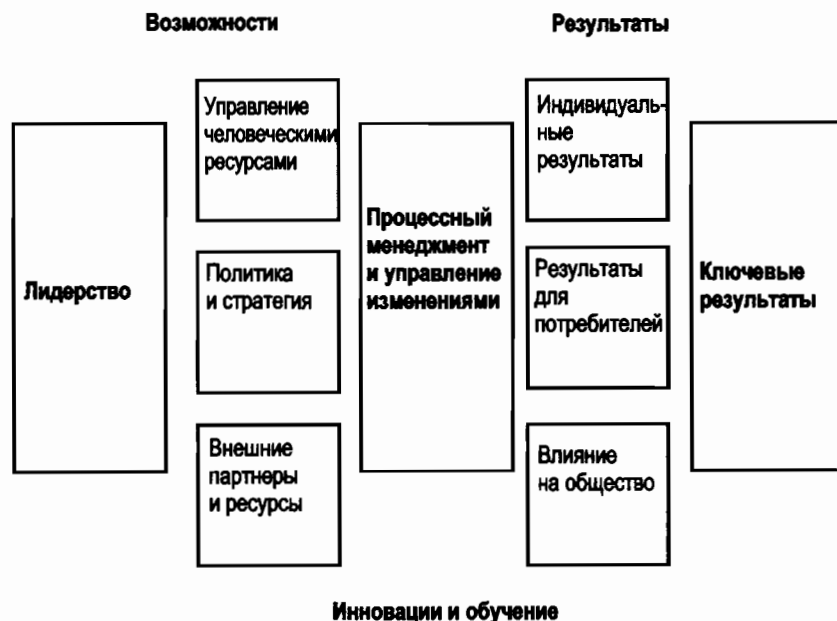 Возможности
Результаты
Управление
человеческими
ресурсами
Индивидуаль-
ные
результаты
Лидерство
Политика
и стратегия
Процессный
менеджмент
и управление
изменениями
Результаты
для
потребителей
Ключевые
результаты
Внешние
партнеры
и ресурсы
Влияние
на общество
Инновации и обучение